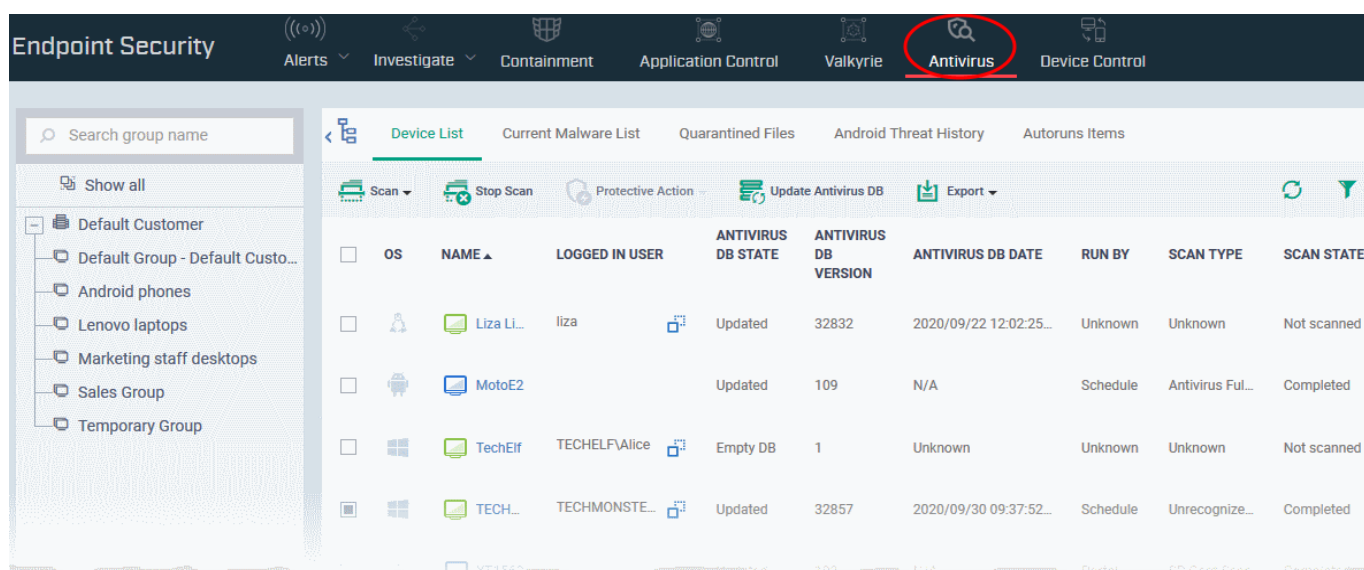 Endpoint Security
Alerts
Investigate
Containment
Application Control
Valkyrie
Antivirus
Device Control
Search group name
Show all
Default Customer
Default Group - Default Custo...
Android phones
Lenovo laptops
Marketing staff desktops
Sales Group
Temporary Group
Device List Current Malware List Quarantined Files Android Threat History Autoruns Items
Scan Stop Scan Protective Action Update Antivirus DB Export
OS NAME LOGGED IN USER ANTIVIRUS DB STATE ANTIVIRUS DB VERSION ANTIVIRUS DB DATE RUN BY SCAN TYPE SCAN STATE
Liza Li... liza Updated 32832 2020/09/22 12:02:25... Unknown Unknown Not scanned
MotoE2 Updated 109 N/A Schedule Antivirus Ful... Completed
TechElf TECHELF\Alice Empty DB 1 Unknown Unknown Unknown Not scanned
TECH... TECHMONSTE... Updated 32857 2020/09/30 09:37:52... Schedule Unrecognize... Completed